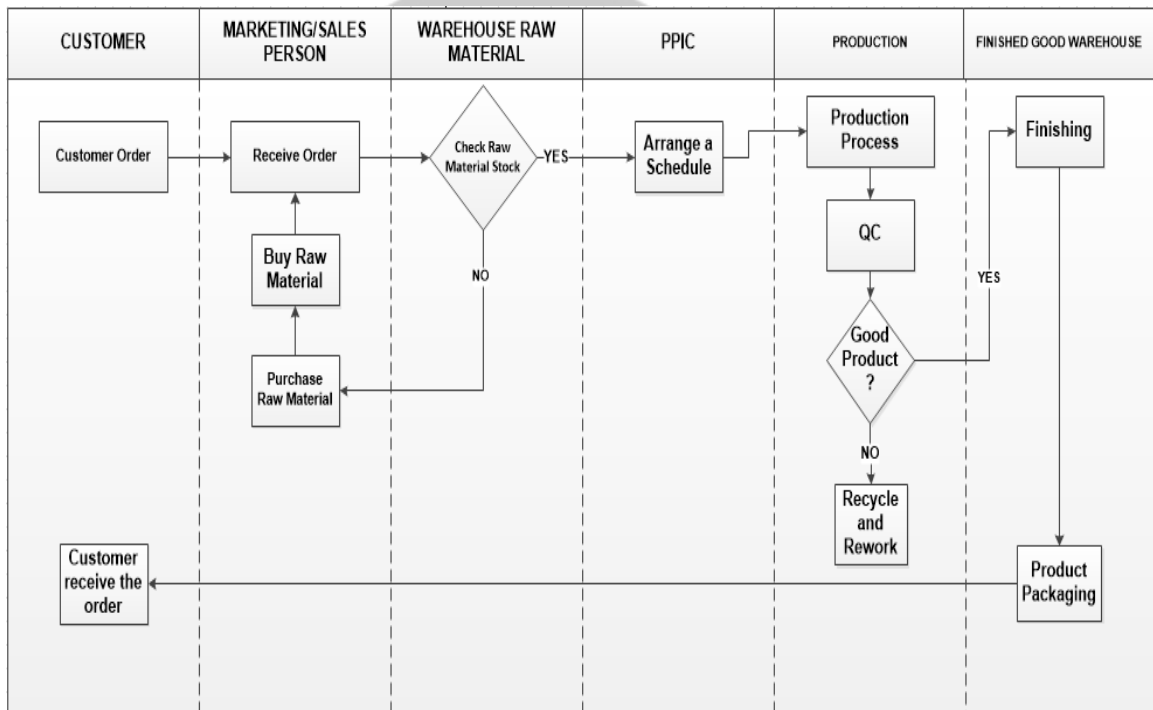 CUSTOMER
MARKETING/SALES
PERSON
WAREHOUSE RAW
MATERIAL
PPIC
PRODUCTION
FINISHED GOOD WAREHOUSE
Customer Order
Receive Order
Check Raw
Material Stock
YES
Arrange a
Schedule
Production
Process
Finishing
Buy Raw
Material
NO
QC
YES
Purchase
Raw Material
Good
Product
?
NO
Recycle
and
Rework
Customer
receive the
order
Product
Packaging